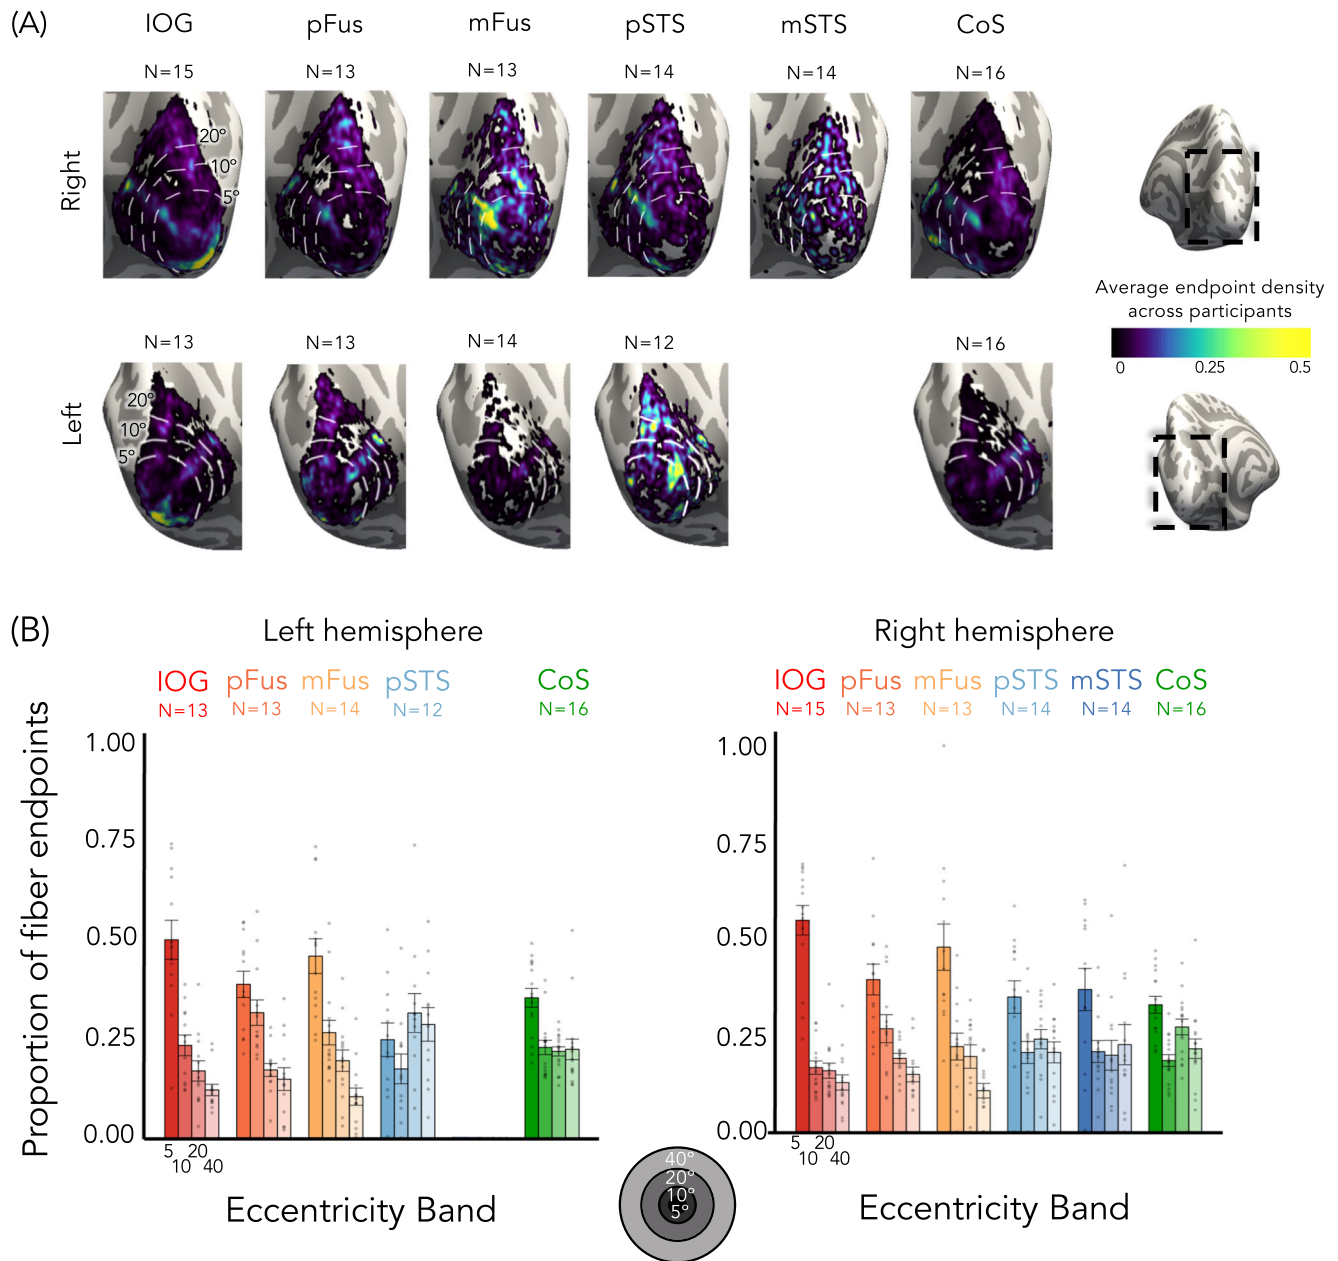 (A)
IOG pFus mFus pSTS mSTS CoS
N=15 N=13 N=13 N=14 N=14 N=16
Right
20°
10°
5°
Average endpoint density
across participants
0 0.25 0.5
N=13 N=13 N=14 N=12 N=16
Left
20°
10°
5°
(B)
Left hemisphere
IOG pFus mFus pSTS CoS
N=13 N=13 N=14 N=12 N=16
Proportion of fiber endpoints
1.00
0.75
0.50
0.25
0.00
5 20
10 40
Eccentricity Band
40°
20°
10°
5°
Right hemisphere
IOG pFus mFus pSTS mSTS CoS
N=15 N=13 N=13 N=14 N=14 N=16
1.00
0.75
0.50
0.25
0.00
5 20
10 40
Eccentricity Band